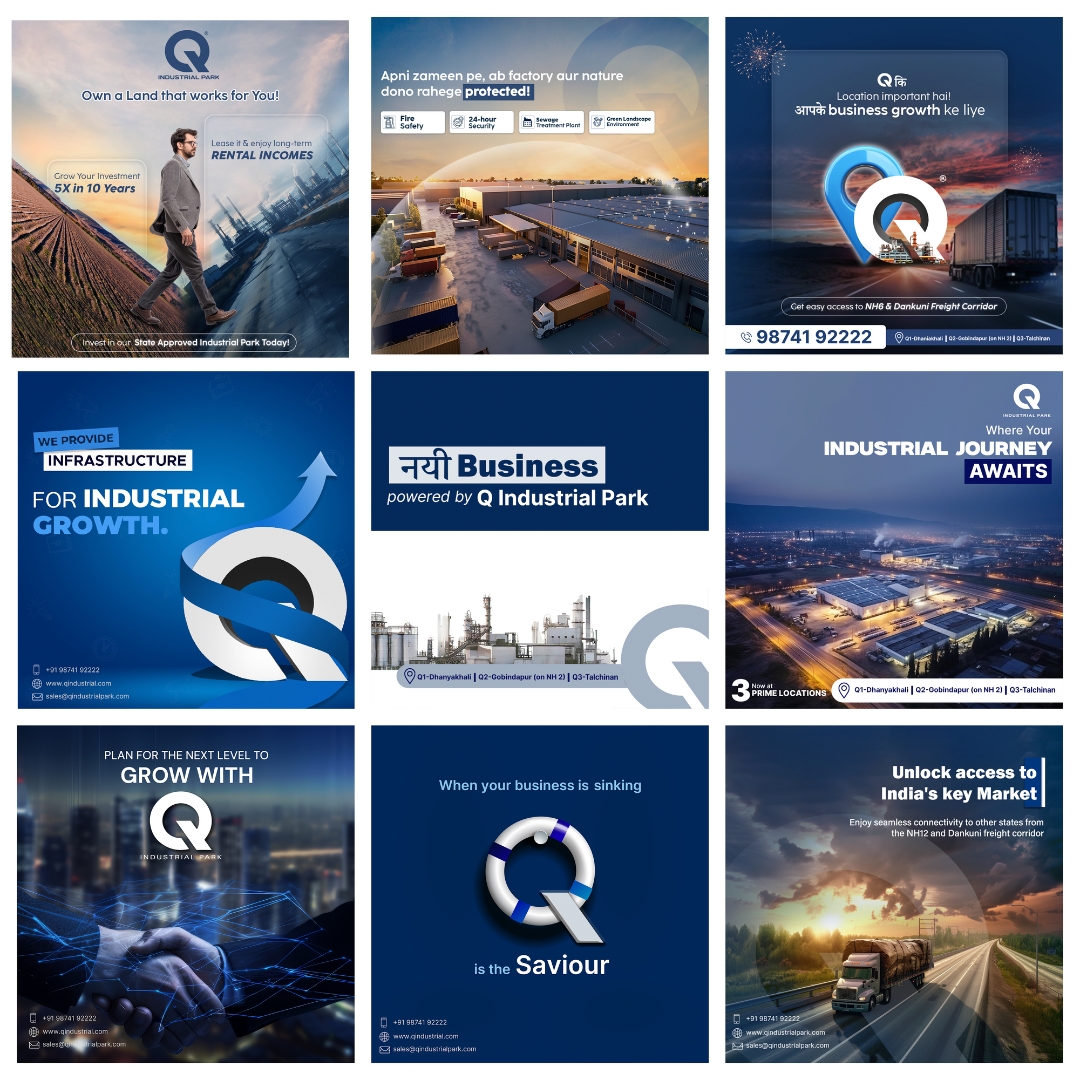 Q
INDUSTRIAL PARK
Own a Land that works for You!
Lease it & enjoy long-term
RENTAL INCOMES
Grow Your Investment
5X in 10 Years
Invest in our State Approved Industrial Park Today!
Apni zameen pe, ab factory aur nature
dono rahege protected!
Fire
Safety
24-hour
Security
Sewage
Treatment Plant
Green Landscape
Environment
Q कि
Location important hai!
आपके business growth ke liye
Q
Get easy access to NH6 & Dankuni Freight Corridor
98741 92222
Q1-Dhaniakhali | Q2-Gobindapur (on NH 2) | Q3-Talchinan
WE PROVIDE
INFRASTRUCTURE
FOR INDUSTRIAL
GROWTH.
Q
+91 98741 92222
www.qindustrial.com
sales@qindustrialpark.com
नयी Business
powered by Q Industrial Park
Q1-Dhanyakhali | Q2-Gobindapur (on NH 2) | Q3-Talchinan
Q
INDUSTRIAL PARK
Where Your
INDUSTRIAL JOURNEY
AWAITS
3 Now at
PRIME LOCATIONS
Q1-Dhanyakhali | Q2-Gobindapur (on NH 2) | Q3-Talchinan
PLAN FOR THE NEXT LEVEL TO
GROW WITH
Q
INDUSTRIAL PARK
+91 98741 92222
www.qindustrial.com
sales@qindustrialpark.com
When your business is sinking
Q
is the Saviour
+91 98741 92222
www.qindustrial.com
sales@qindustrialpark.com
Unlock access to
India's key Market
Enjoy seamless connectivity to other states from
the NH12 and Dankuni freight corridor
+91 98741 92222
www.qindustrialpark.com
sales@qindustrialpark.com